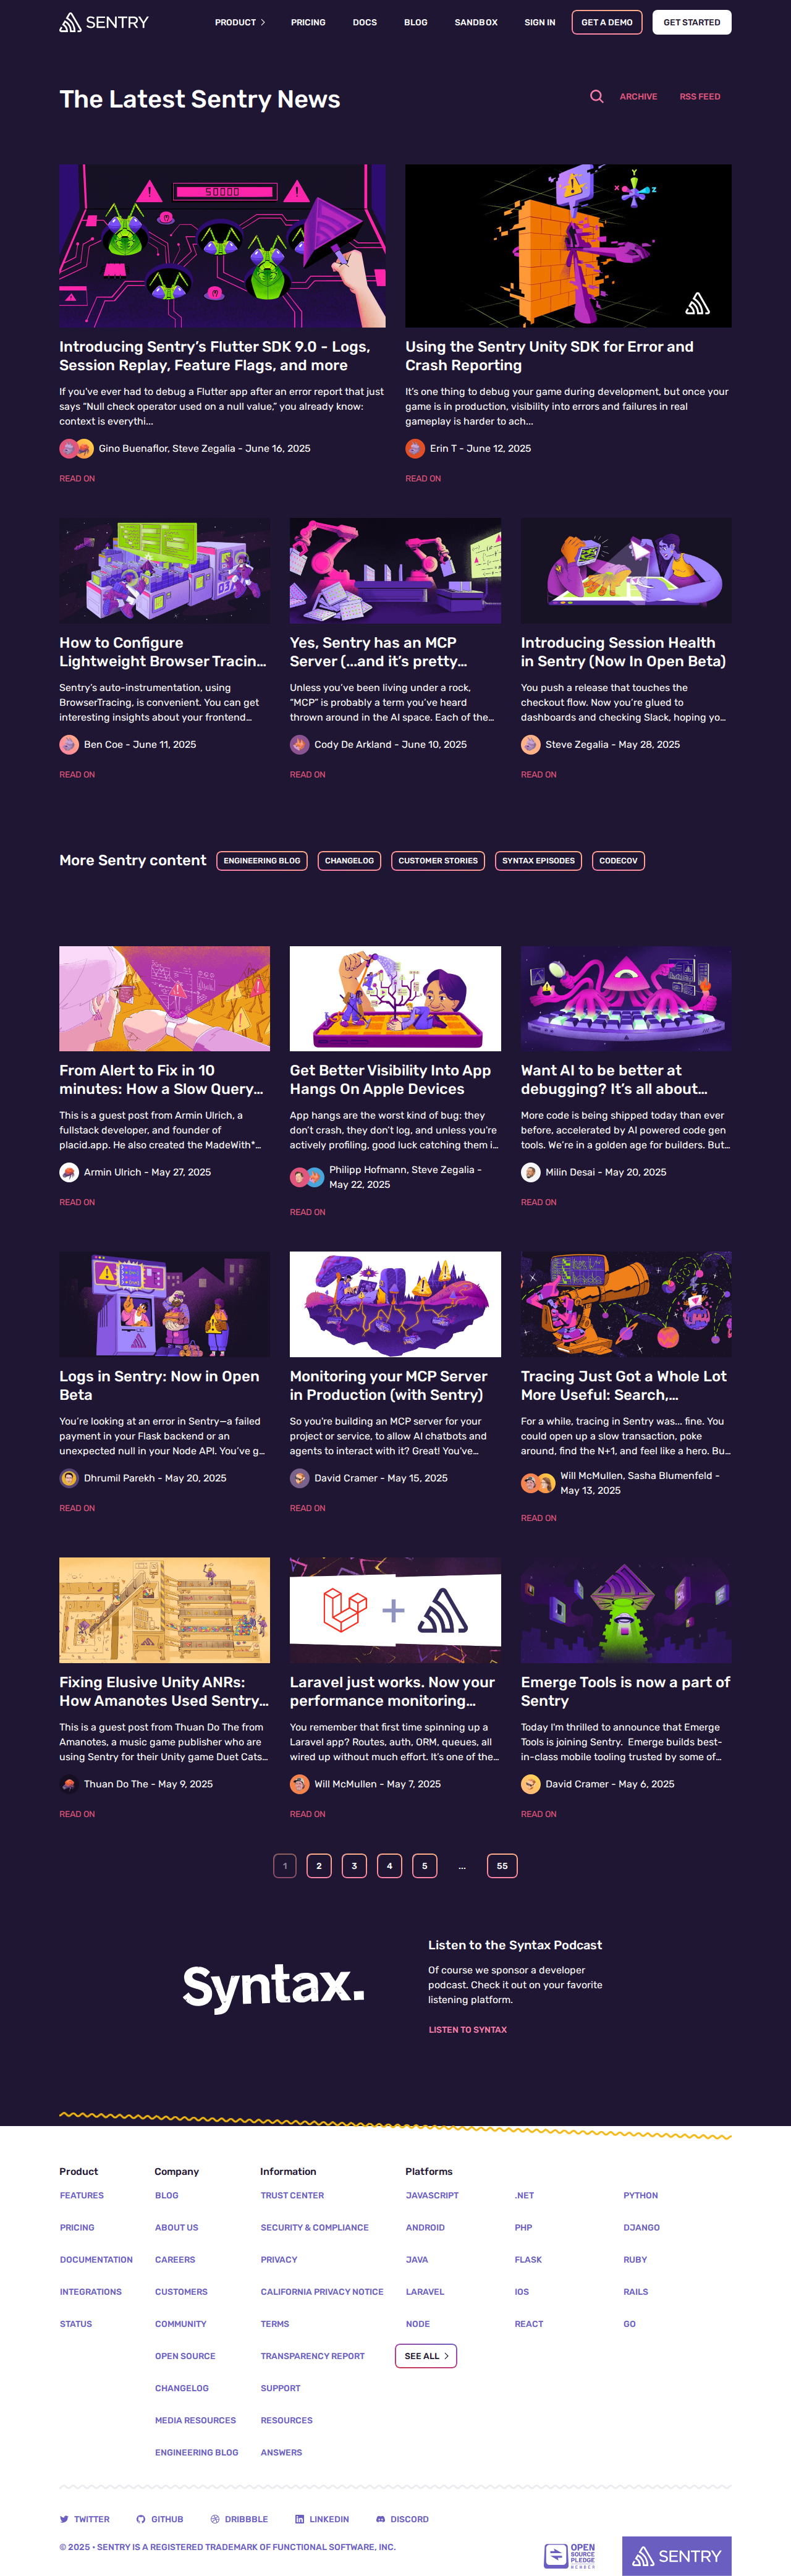 SENTRY
PRODUCT
PRICING
DOCS
BLOG
SANDBOX
SIGN IN
GET A DEMO
GET STARTED
The Latest Sentry News
ARCHIVE
RSS FEED
50000
Introducing Sentry's Flutter SDK 9.0 - Logs,
Session Replay, Feature Flags, and more
If you've ever had to debug a Flutter app after an error report that just
says "Null check operator used on a null value," you already know:
context is everythi...
Gino Buenaflor, Steve Zegalia - June 16, 2025
READ ON
Using the Sentry Unity SDK for Error and
Crash Reporting
It's one thing to debug your game during development, but once your
game is in production, visibility into errors and failures in real
gameplay is harder to ach...
Erin T - June 12, 2025
READ ON
How to Configure
Lightweight Browser Tracin...
Sentry's auto-instrumentation, using
BrowserTracing, is convenient. You can get
interesting insights about your frontend...
Ben Coe - June 11, 2025
READ ON
Yes, Sentry has an MCP
Server (...and it's pretty...
Unless you've been living under a rock,
"MCP" is probably a term you've heard
thrown around in the AI space. Each of the...
Cody De Arkland - June 10, 2025
READ ON
Introducing Session Health
in Sentry (Now In Open Beta)
You push a release that touches the
checkout flow. Now you're glued to
dashboards and checking Slack, hoping yo...
Steve Zegalia - May 28, 2025
READ ON
More Sentry content
ENGINEERING BLOG
CHANGELOG
CUSTOMER STORIES
SYNTAX EPISODES
CODECOV
From Alert to Fix in 10
minutes: How a Slow Query...
This is a guest post from Armin Ulrich, a
fullstack developer, and founder of
placid.app. He also created the MadeWith*...
Armin Ulrich - May 27, 2025
READ ON
Get Better Visibility Into App
Hangs On Apple Devices
App hangs are the worst kind of bug: they
don't crash, they don't log, and unless you're
actively profiling, good luck catching them i...
Philipp Hofmann, Steve Zegalia -
May 22, 2025
READ ON
Want AI to be better at
debugging? It's all about...
More code is being shipped today than ever
before, accelerated by AI powered code gen
tools. We're in a golden age for builders. But...
Milin Desai - May 20, 2025
READ ON
Logs in Sentry: Now in Open
Beta
You're looking at an error in Sentry—a failed
payment in your Flask backend or an
unexpected null in your Node API. You've g...
Dhrumil Parekh - May 20, 2025
READ ON
Monitoring your MCP Server
in Production (with Sentry)
So you're building an MCP server for your
project or service, to allow AI chatbots and
agents to interact with it? Great! You've...
David Cramer - May 15, 2025
READ ON
Tracing Just Got a Whole Lot
More Useful: Search,...
For a while, tracing in Sentry was... fine. You
could open up a slow transaction, poke
around, find the N+1, and feel like a hero. Bu...
Will McMullen, Sasha Blumenfeld -
May 13, 2025
READ ON
Fixing Elusive Unity ANRs:
How Amanotes Used Sentry...
This is a guest post from Thuan Do The from
Amanotes, a music game publisher who are
using Sentry for their Unity game Duet Cats...
Thuan Do The - May 9, 2025
READ ON
Laravel just works. Now your
performance monitoring...
You remember that first time spinning up a
Laravel app? Routes, auth, ORM, queues, all
wired up without much effort. It's one of the...
Will McMullen - May 7, 2025
READ ON
Emerge Tools is now a part of
Sentry
Today I'm thrilled to announce that Emerge
Tools is joining Sentry.  Emerge builds best-
in-class mobile tooling trusted by some of...
David Cramer - May 6, 2025
READ ON
1
2
3
4
5
...
55
Syntax.
Listen to the Syntax Podcast
Of course we sponsor a developer
podcast. Check it out on your favorite
listening platform.
LISTEN TO SYNTAX
Product
FEATURES
PRICING
DOCUMENTATION
INTEGRATIONS
STATUS
Company
BLOG
ABOUT US
CAREERS
CUSTOMERS
COMMUNITY
OPEN SOURCE
CHANGELOG
MEDIA RESOURCES
ENGINEERING BLOG
Information
TRUST CENTER
SECURITY & COMPLIANCE
PRIVACY
CALIFORNIA PRIVACY NOTICE
TERMS
TRANSPARENCY REPORT
SUPPORT
RESOURCES
ANSWERS
Platforms
JAVASCRIPT
ANDROID
JAVA
LARAVEL
NODE
.NET
PHP
FLASK
IOS
REACT
PYTHON
DJANGO
RUBY
RAILS
GO
SEE ALL
TWITTER
GITHUB
DRIBBBLE
LINKEDIN
DISCORD
© 2025 • SENTRY IS A REGISTERED TRADEMARK OF FUNCTIONAL SOFTWARE, INC.
OPEN
SOURCE
PLEDGE
MEMBER
SENTRY